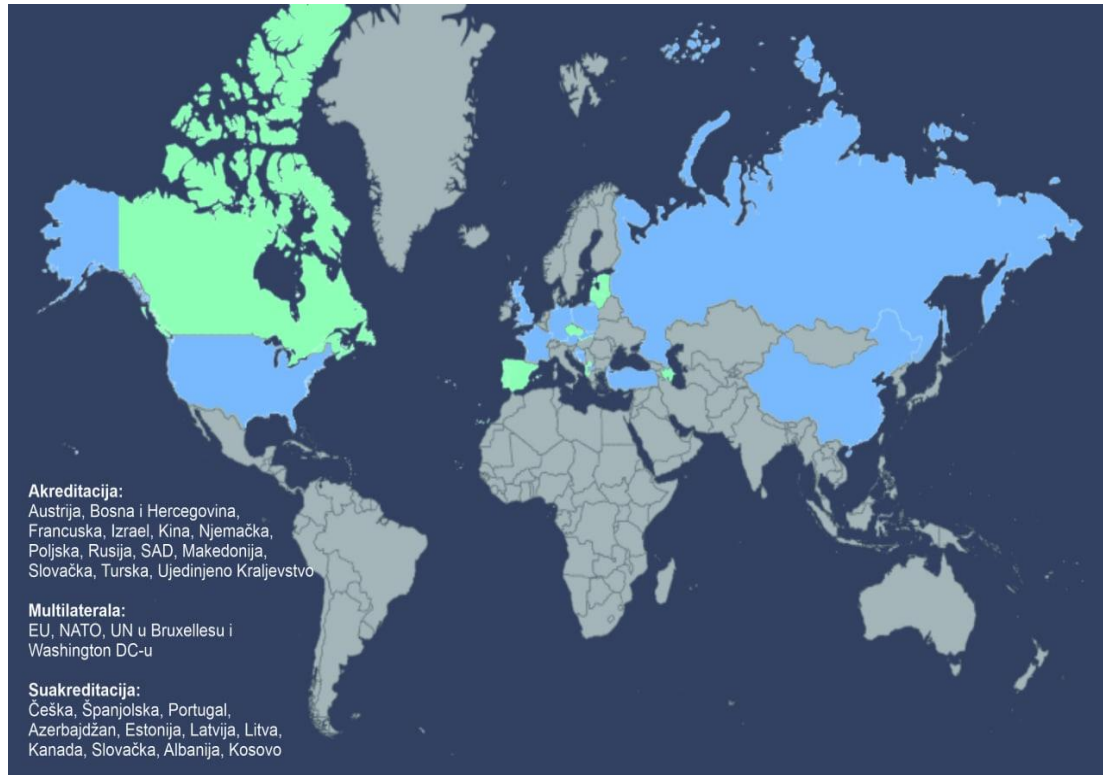 Akreditacija:
Austrija, Bosna i Hercegovina,
Francuska, Izrael, Kina, Njemačka,
Poljska, Rusija, SAD, Makedonija,
Slovačka, Turska, Ujedinjeno Kraljevstvo
Multilaterala:
EU, NATO, UN u Bruxellesu i
Washington DC-u
Suakreditacija:
Češka, Španjolska, Portugal,
Azerbajdžan, Estonija, Latvija, Litva,
Kanada, Slovačka, Albanija, Kosovo